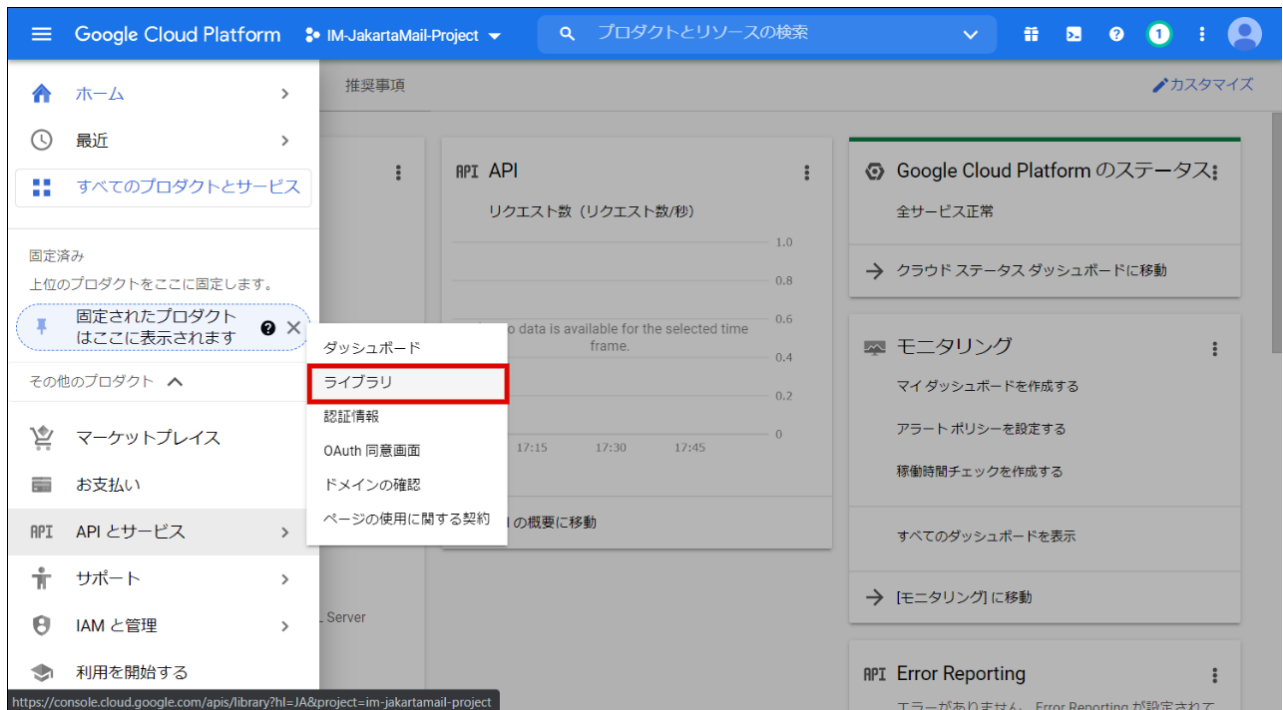 Google Cloud Platform IM-JakartaMail-Project プロダクトとリソースの検索 1
ホーム
最近
すべてのプロダクトとサービス
固定済み
上位のプロダクトをここに固定します。
固定されたプロダクト
はここに表示されます
その他のプロダクト
マーケットプレイス
お支払い
API API とサービス
サポート
IAM と管理
利用を開始する
ダッシュボード
ライブラリ
認証情報
OAuth 同意画面
ドメインの確認
ページの使用に関する契約
推奨事項
カスタマイズ
API API
リクエスト数（リクエスト数/秒）
1.0
0.8
0.6
data is available for the selected time
frame.
0.4
0.2
0
17:15 17:30 17:45
の概要に移動
Server
Google Cloud Platform のステータス
全サービス正常
クラウド ステータス ダッシュボードに移動
モニタリング
マイ ダッシュボードを作成する
アラート ポリシーを設定する
稼働時間チェックを作成する
すべてのダッシュボードを表示
[モニタリング] に移動
API Error Reporting
エラーがありません。Error Reporting が設定されて
https://console.cloud.google.com/apis/library?hl=JA&project=im-jakartamail-project